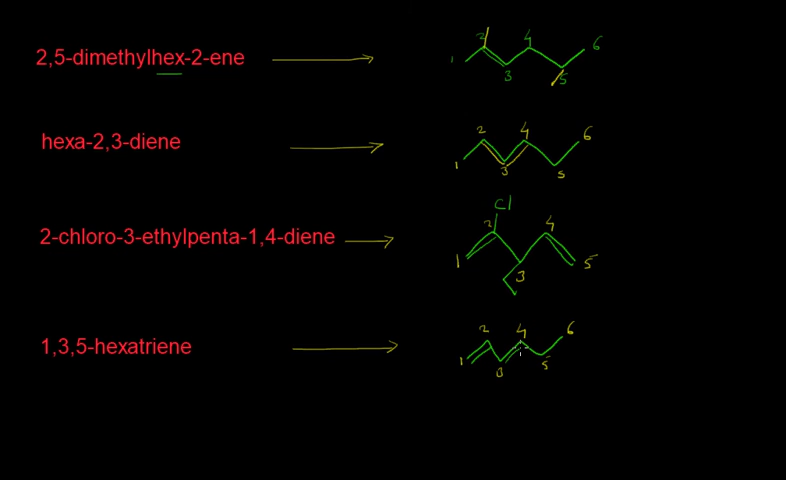 2,5-dimethylhex-2-ene
1 2 3 4 5 6
hexa-2,3-diene
1 2 3 4 5 6
Cl
2-chloro-3-ethylpenta-1,4-diene
1 2 3 4 5
1,3,5-hexatriene
1 2 3 4 5 6